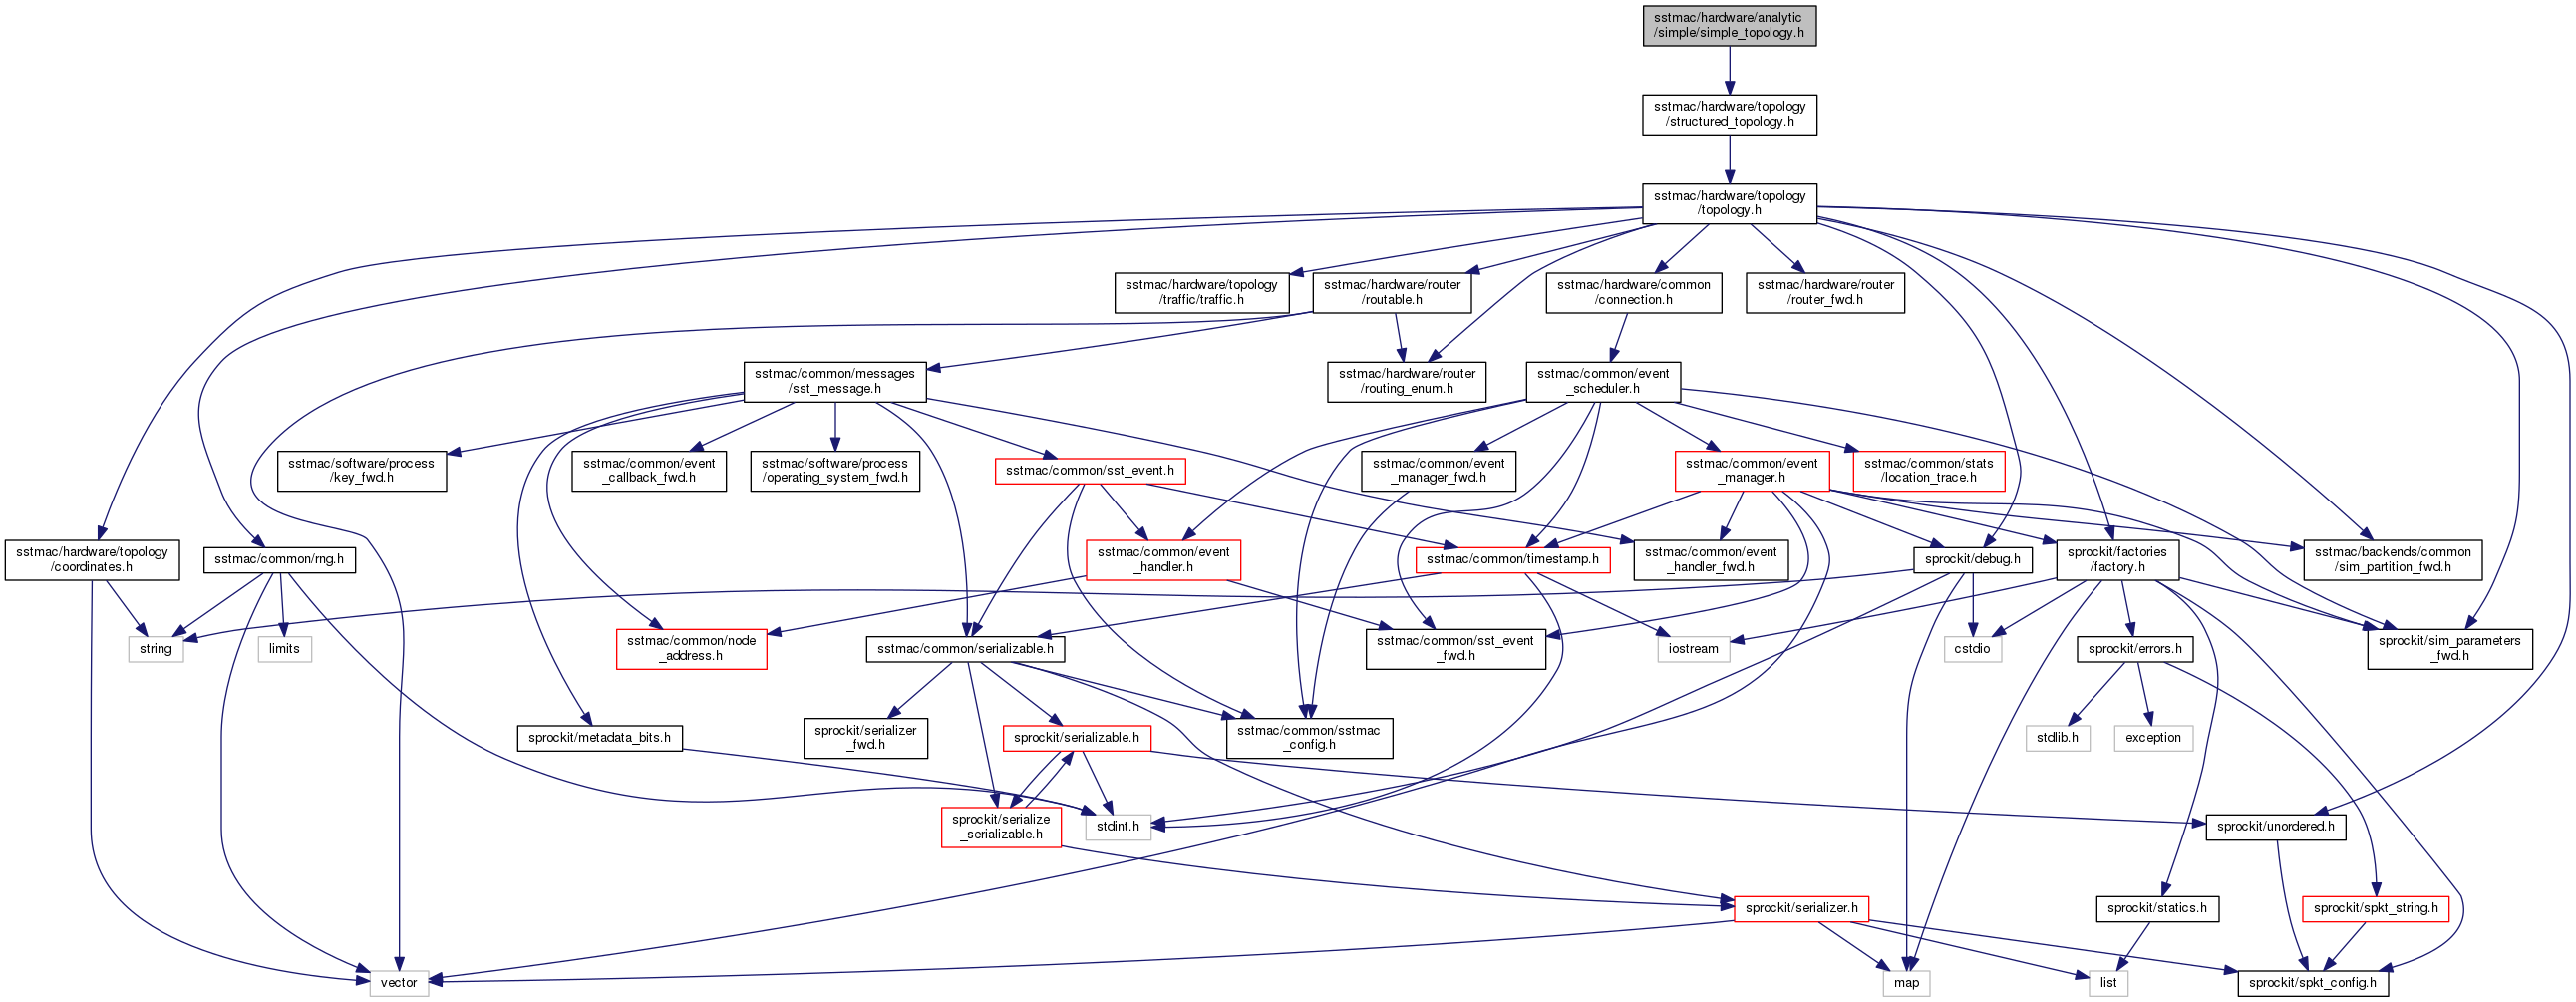 sstmac/hardware/analytic
/simple/simple_topology.h
sstmac/hardware/topology
/structured_topology.h
sstmac/hardware/topology
/topology.h
sstmac/hardware/topology
/traffic/traffic.h
sstmac/hardware/router
/routable.h
sstmac/hardware/common
/connection.h
sstmac/hardware/router
/router_fwd.h
sstmac/common/messages
/sst_message.h
sstmac/hardware/router
/routing_enum.h
sstmac/common/event
_scheduler.h
sstmac/software/process
/key_fwd.h
sstmac/common/event
_callback_fwd.h
sstmac/software/process
/operating_system_fwd.h
sstmac/common/sst_event.h
sstmac/common/event
_manager_fwd.h
sstmac/common/event
_manager.h
sstmac/common/stats
/location_trace.h
sstmac/hardware/topology
/coordinates.h
sstmac/common/rng.h
sstmac/common/event
_handler.h
sstmac/common/timestamp.h
sstmac/common/event
_handler_fwd.h
sprockit/debug.h
sprockit/factories
/factory.h
sstmac/backends/common
/sim_partition_fwd.h
string
limits
sstmac/common/node
_address.h
sstmac/common/serializable.h
sstmac/common/sst_event
_fwd.h
iostream
cstdio
sprockit/errors.h
sprockit/sim_parameters
_fwd.h
sprockit/metadata_bits.h
sprockit/serializer
_fwd.h
sprockit/serializable.h
sstmac/common/sstmac
_config.h
stdlib.h
exception
sprockit/serialize
_serializable.h
stdint.h
sprockit/unordered.h
sprockit/serializer.h
sprockit/statics.h
sprockit/spkt_string.h
vector
map
list
sprockit/spkt_config.h